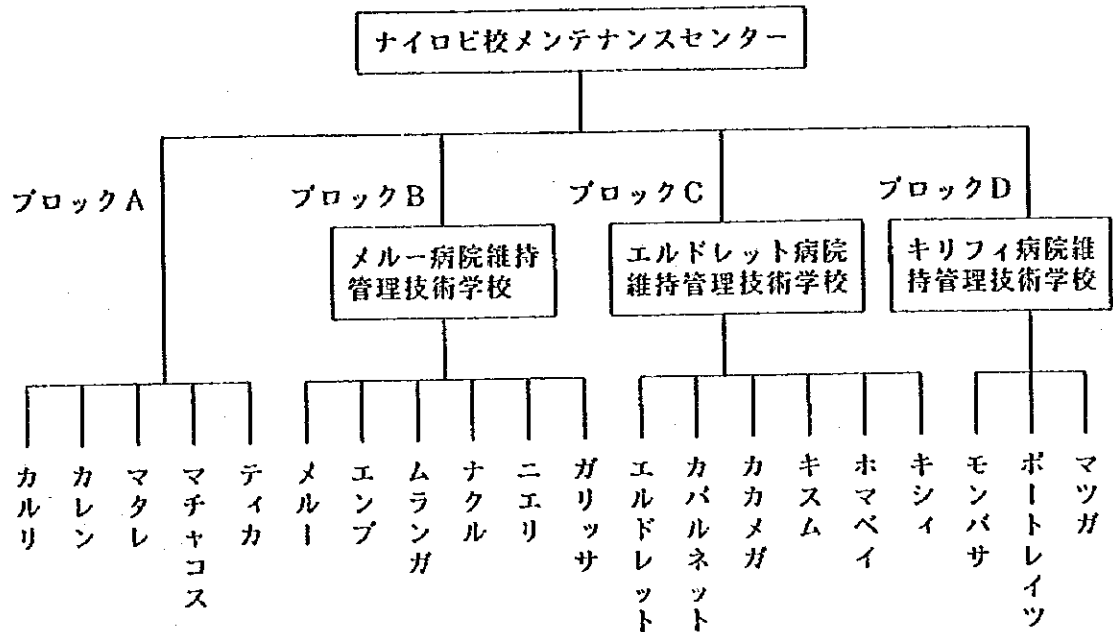 ナイロビ校メンテナンスセンター
ブロックA
ブロックB
ブロックC
ブロックD
メルー病院維持
管理技術学校
エルドレット病院
維持管理技術学校
キリフィ病院維
持管理技術学校
カルリ
カレン
マタレ
マチャコス
ティカ
メルー
エンブ
ムランガ
ナクル
ニエリ
ガリッサ
エルドレット
カバルネット
カカメガ
キスム
ホマベイ
キシィ
モンバサ
ポートレイツ
マツガ